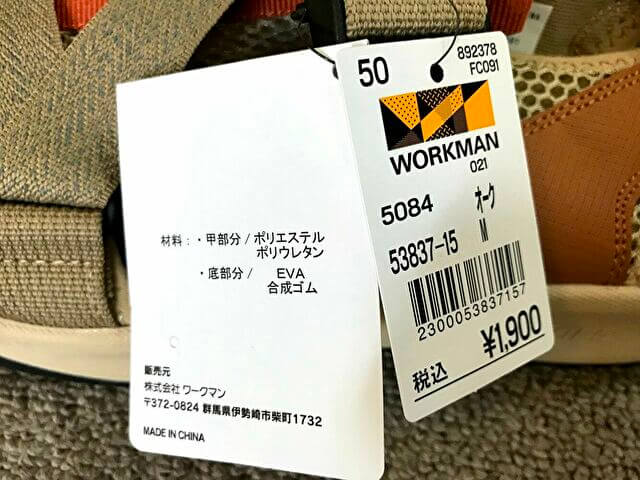 材料：・甲部分 / ポリエステル
ポリウレタン
・底部分 / EVA
合成ゴム
販売元
株式会社 ワークマン
〒372-0824 群馬県伊勢崎市柴町1732
MADE IN CHINA
50
892378
FC091
WORKMAN
021
5084 オーク
53837-15 M
2300053837157
¥1,900
税込